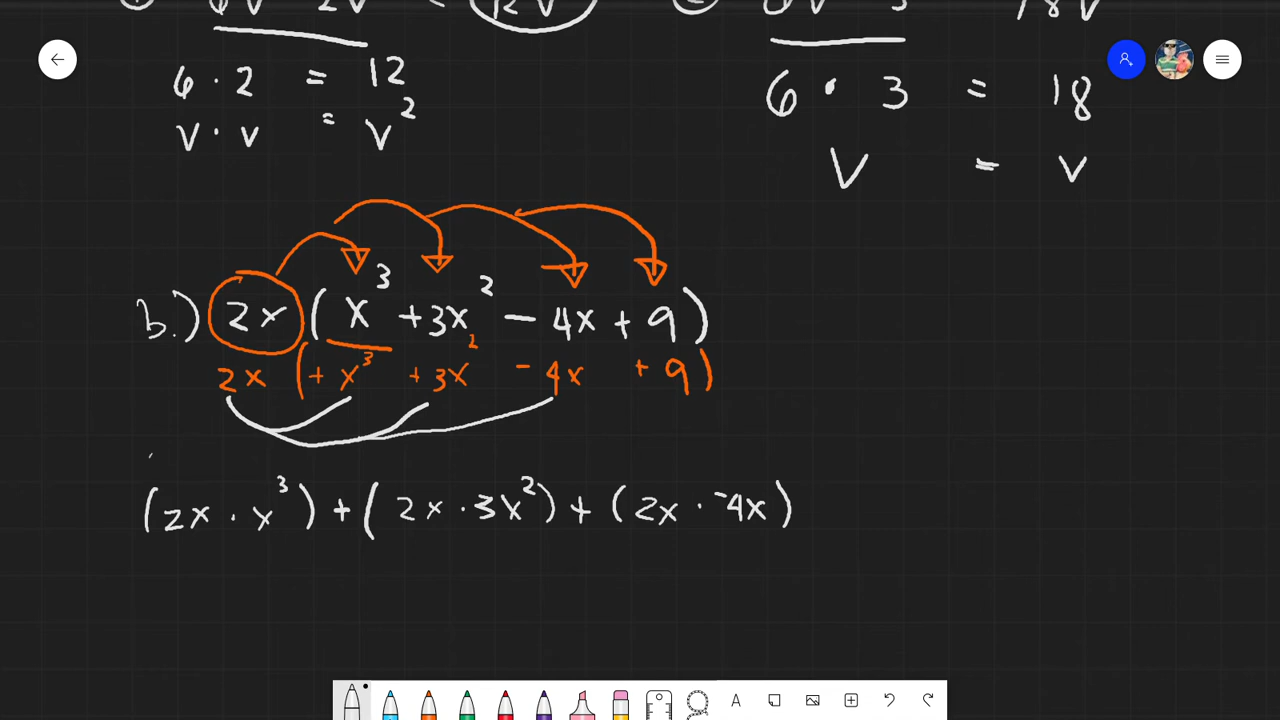 6 · 2 = 12
v · v = v²
6 · 3 = 18
v = v
b.) 2x (x³ +3x² − 4x + 9)
2x (+ x³ +3x² - 4x + 9)
(2x · x³) + (2x · 3x²) + (2x · -4x)
A